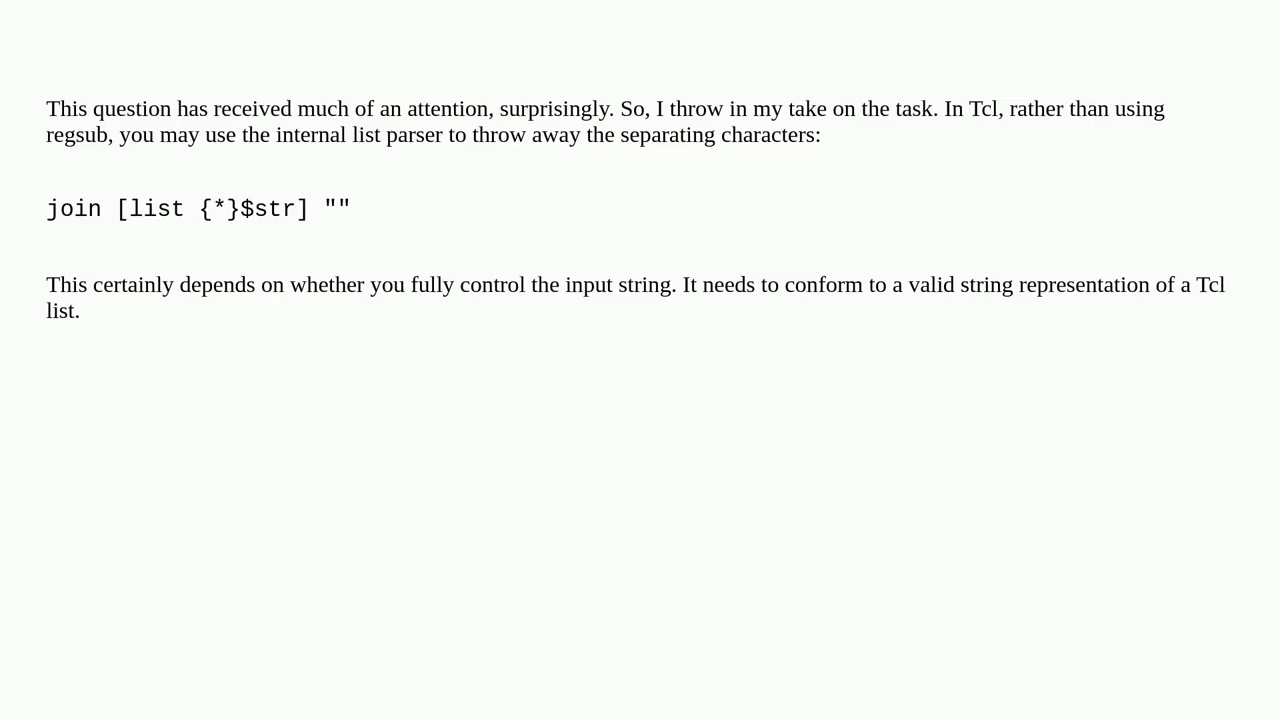 This question has received much of an attention, surprisingly. So, I throw in my take on the task. In Tcl, rather than using
regsub, you may use the internal list parser to throw away the separating characters:
join [list {*}$str] ""
This certainly depends on whether you fully control the input string. It needs to conform to a valid string representation of a Tcl
list.